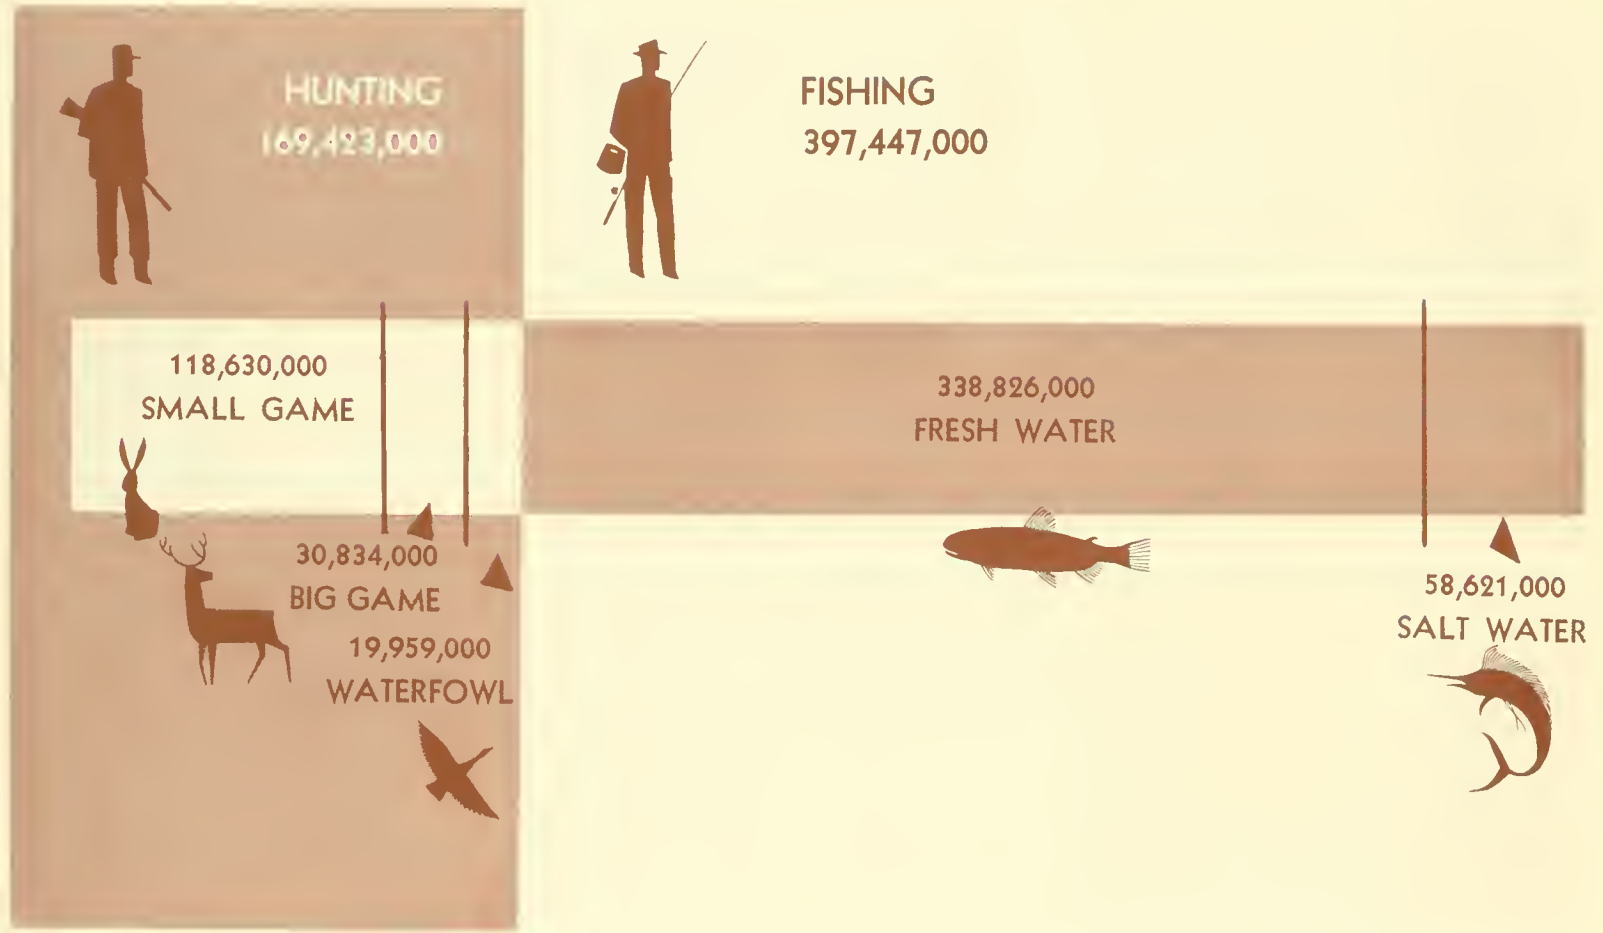 HUNTING
169,423,000
FISHING
397,447,000
118,630,000
SMALL GAME
338,826,000
FRESH WATER
30,834,000
BIG GAME
19,959,000
WATERFOWL
58,621,000
SALT WATER